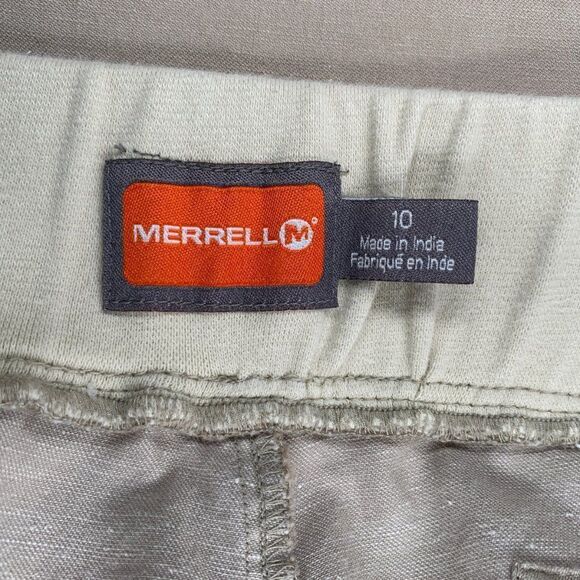 MERRELL M
10
Made in India
Fabriqué en Inde